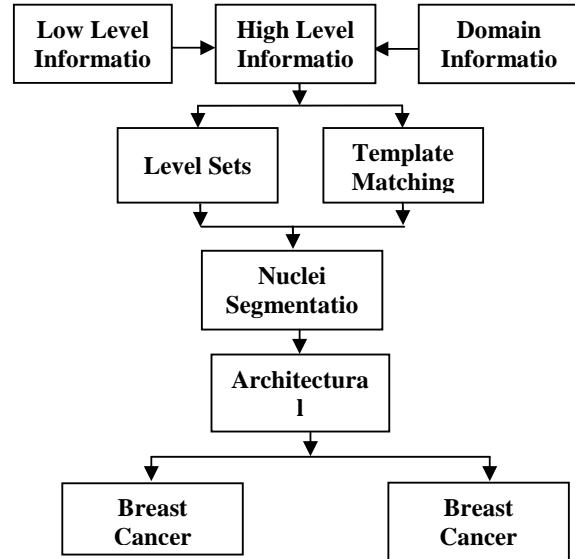 Low Level
Informatio
High Level
Informatio
Domain
Informatio
Level Sets
Template
Matching
Nuclei
Segmentatio
Architectura
l
Breast
Cancer
Breast
Cancer